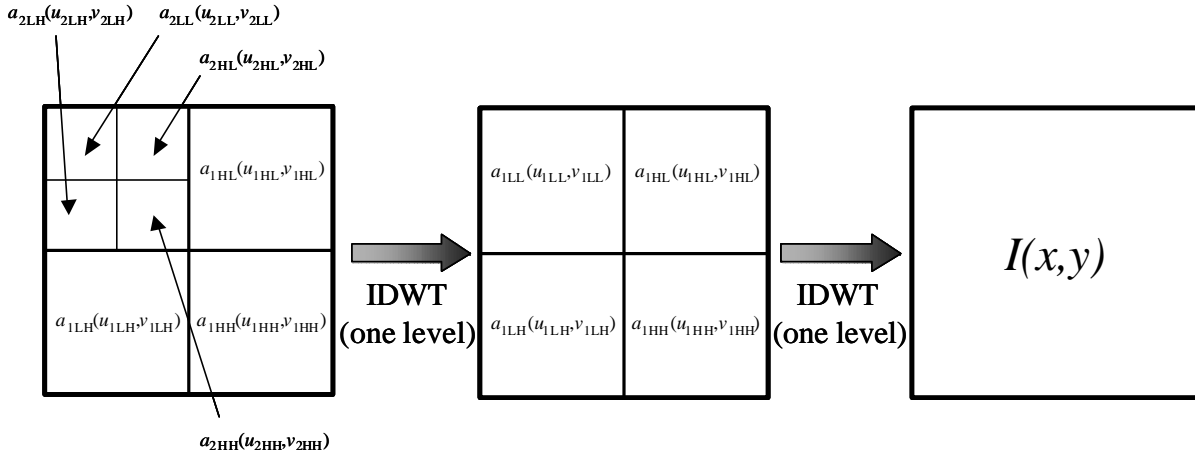 a2LH(u2LH,v2LH) a2LL(u2LL,v2LL)
a2HL(u2HL,v2HL)
a1HL(u1HL,v1HL)
a1LH(u1LH,v1LH) a1HH(u1HH,v1HH)
a2HH(u2HH,v2HH)
IDWT
(one level)
a1LL(u1LL,v1LL) a1HL(u1HL,v1HL)
a1LH(u1LH,v1LH) a1HH(u1HH,v1HH)
IDWT
(one level)
I(x,y)